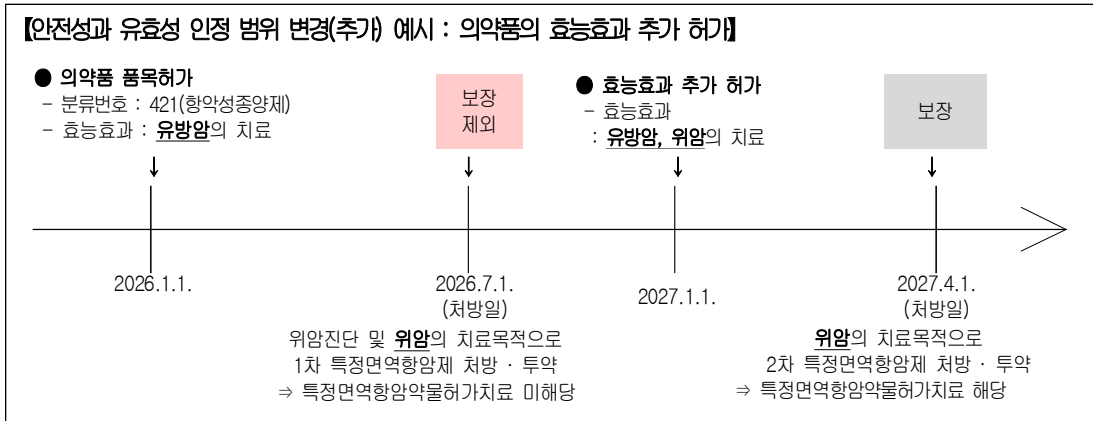 【안전성과 유효성 인정 범위 변경(추가) 예시 : 의약품의 효능효과 추가 허가】
● 의약품 품목허가
- 분류번호 : 421(항악성종양제)
- 효능효과 : 유방암의 치료
보장
제외
● 효능효과 추가 허가
- 효능효과
: 유방암, 위암의 치료
보장
2026.1.1.
2026.7.1.
(처방일)
위암진단 및 위암의 치료목적으로
1차 특정면역항암제 처방 · 투약
⇒ 특정면역항암약물허가치료 미해당
2027.1.1.
2027.4.1.
(처방일)
위암의 치료목적으로
2차 특정면역항암제 처방 · 투약
⇒ 특정면역항암약물허가치료 해당